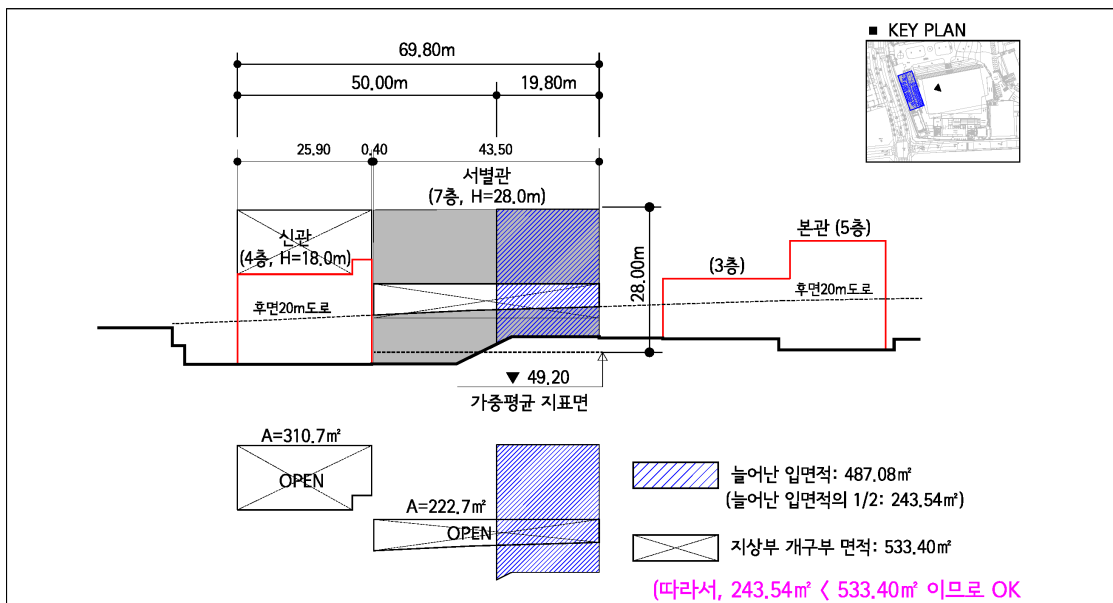 ■ KEY PLAN
69.80m
50.00m
19.80m
25.90
0.40
43.50
서별관
(7층, H=28.0m)
신관
(4층, H=18.0m)
본관 (5층)
(3층)
28.00m
후면20m도로
후면20m도로
▼ 49.20
가중평균 지표면
A=310.7㎡
OPEN
A=222.7㎡
OPEN
늘어난 입면적: 487.08㎡
(늘어난 입면적의 1/2: 243.54㎡)
지상부 개구부 면적: 533.40㎡
(따라서, 243.54㎡ < 533.40㎡ 이므로 OK